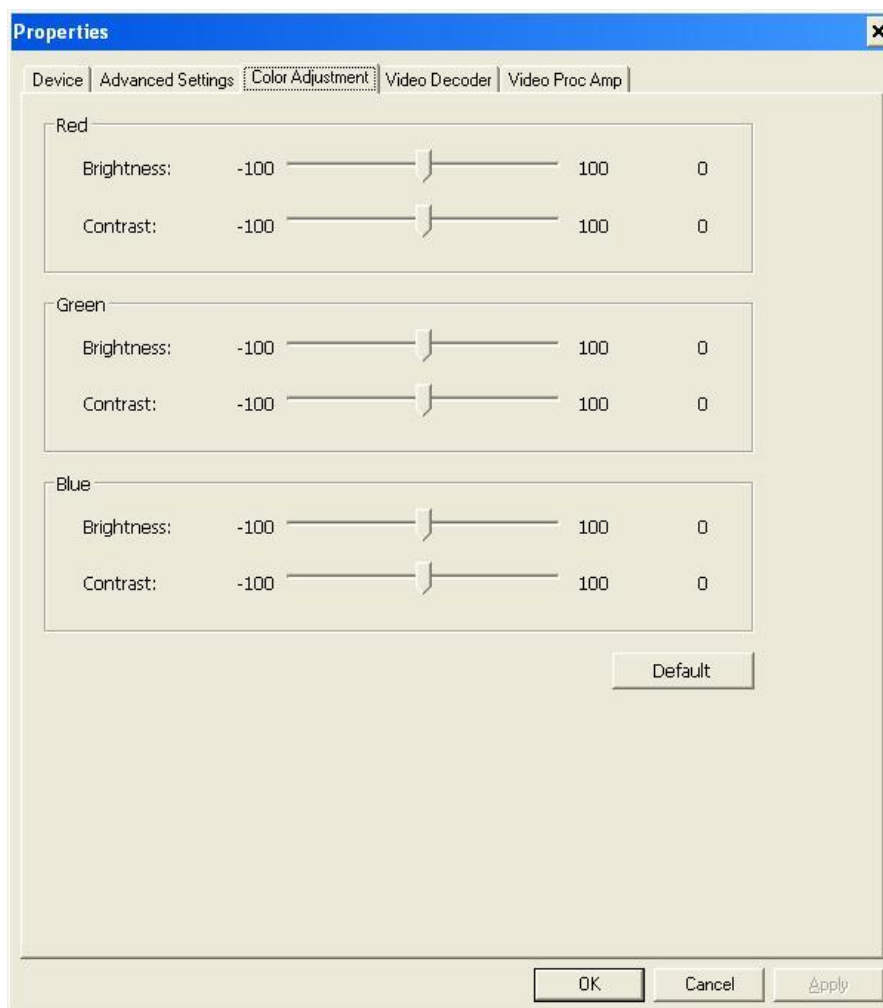 Properties
Device Advanced Settings Color Adjustment Video Decoder Video Proc Amp
Red
Brightness: -100 100 0
Contrast: -100 100 0
Green
Brightness: -100 100 0
Contrast: -100 100 0
Blue
Brightness: -100 100 0
Contrast: -100 100 0
Default
OK Cancel Apply